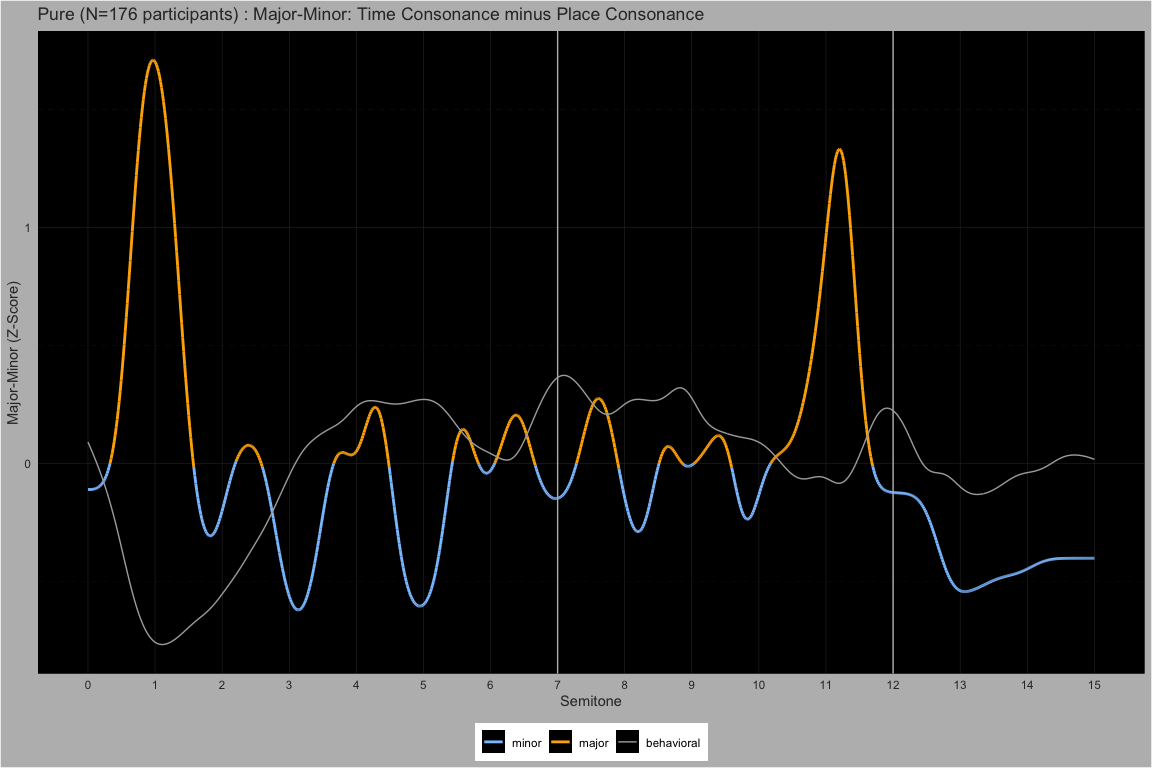 Pure (N=176 participants) : Major-Minor: Time Consonance minus Place Consonance
Major-Minor (Z-Score)
1
0
0 1 2 3 4 5 6 7 8 9 10 11 12 13 14 15
Semitone
minor major behavioral